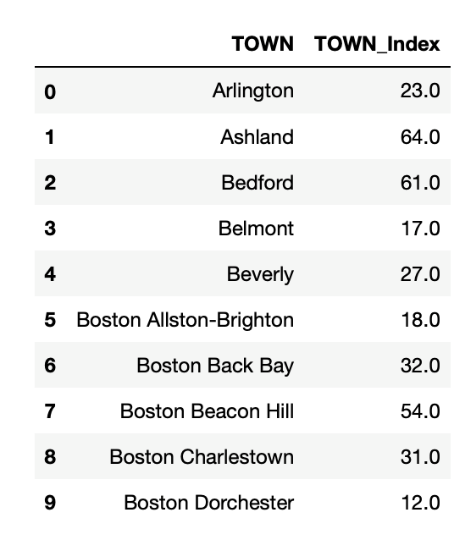 TOWN TOWN_Index
0 Arlington 23.0
1 Ashland 64.0
2 Bedford 61.0
3 Belmont 17.0
4 Beverly 27.0
5 Boston Allston-Brighton 18.0
6 Boston Back Bay 32.0
7 Boston Beacon Hill 54.0
8 Boston Charlestown 31.0
9 Boston Dorchester 12.0